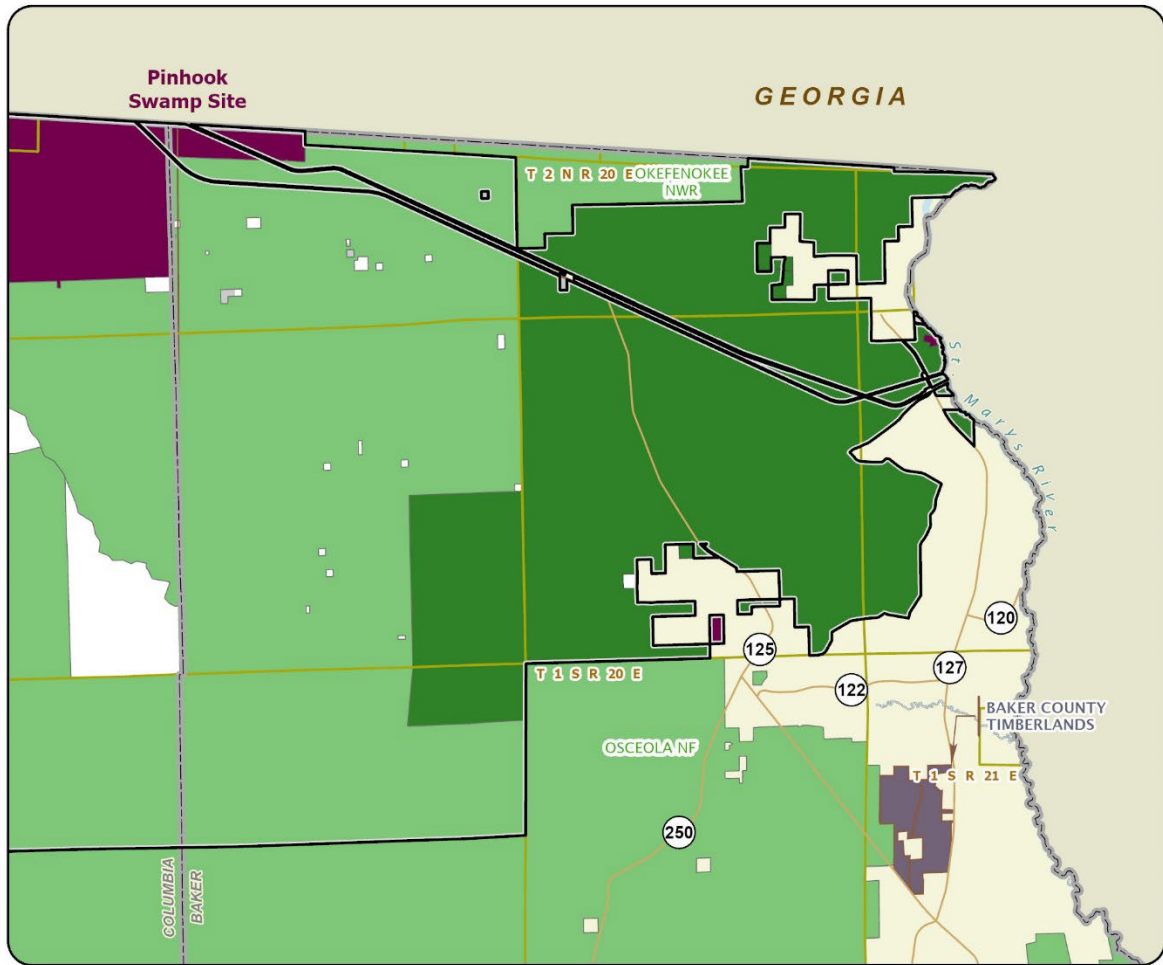 Pinhook
Swamp Site
GEORGIA
T 2 N R 20 E
OKEFENOKEE
NWR
St. Marys River
120
125
127
T 1 S R 20 E
122
BAKER COUNTY
TIMBERLANDS
OSCEOLA NF
T 1 S R 21 E
250
COLUMBIA
BAKER